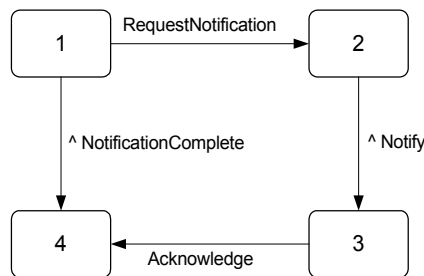 RequestNotification
1
2
^ NotificationComplete
^ Notify
4
3
Acknowledge